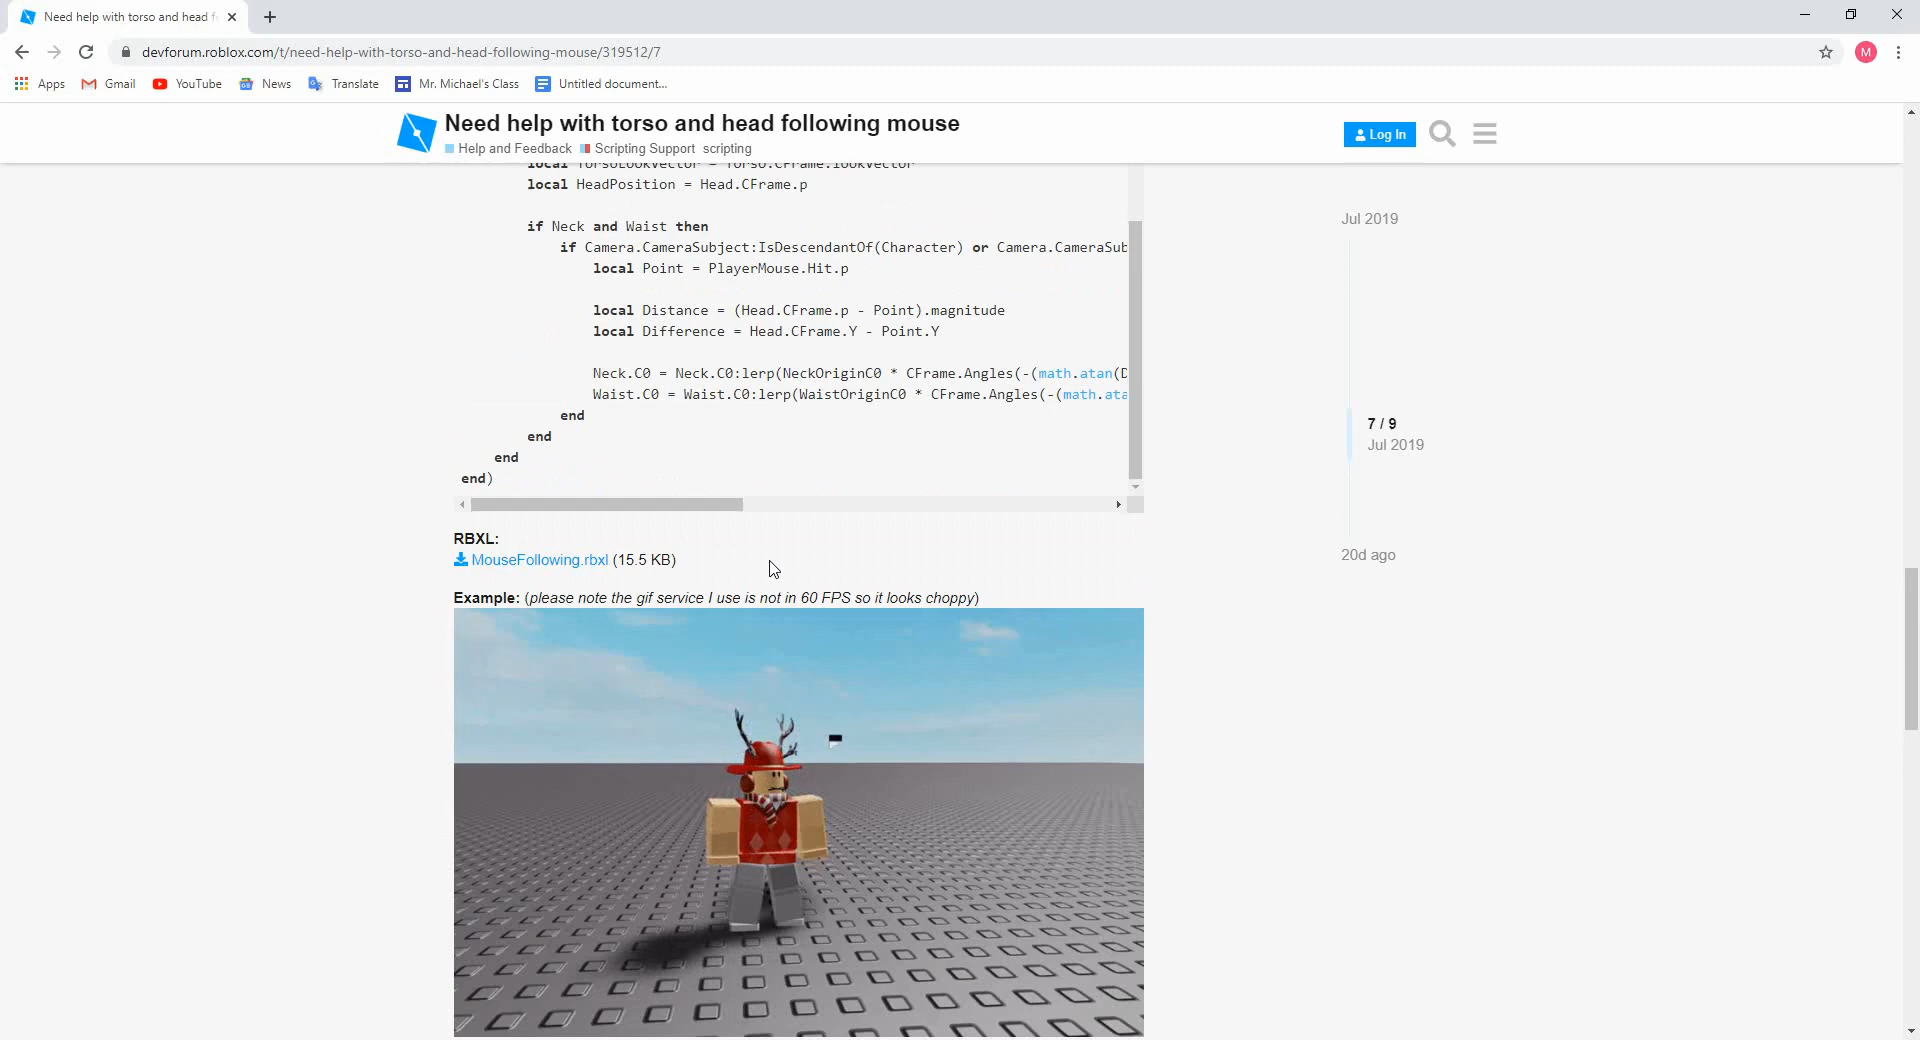 Need help with torso and head f
devforum.roblox.com/t/need-help-with-torso-and-head-following-mouse/319512/7
M
Apps
Gmail
YouTube
News
Translate
Mr. Michael's Class
Untitled document...
Need help with torso and head following mouse
Help and Feedback Scripting Support scripting
Log In
local TorsoLookVector = Torso.CFrame.lookVector
local HeadPosition = Head.CFrame.p
if Neck and Waist then
if Camera.CameraSubject:IsDescendantOf(Character) or Camera.CameraSub
local Point = PlayerMouse.Hit.p
local Distance = (Head.CFrame.p - Point).magnitude
local Difference = Head.CFrame.Y - Point.Y
Neck.C0 = Neck.C0:lerp(NeckOriginC0 * CFrame.Angles(-(math.atan(D
Waist.C0 = Waist.C0:lerp(WaistOriginC0 * CFrame.Angles(-(math.ata
end
end
end
end)
RBXL:
MouseFollowing.rbxl (15.5 KB)
Example: (please note the gif service I use is not in 60 FPS so it looks choppy)
Jul 2019
7 / 9
Jul 2019
20d ago